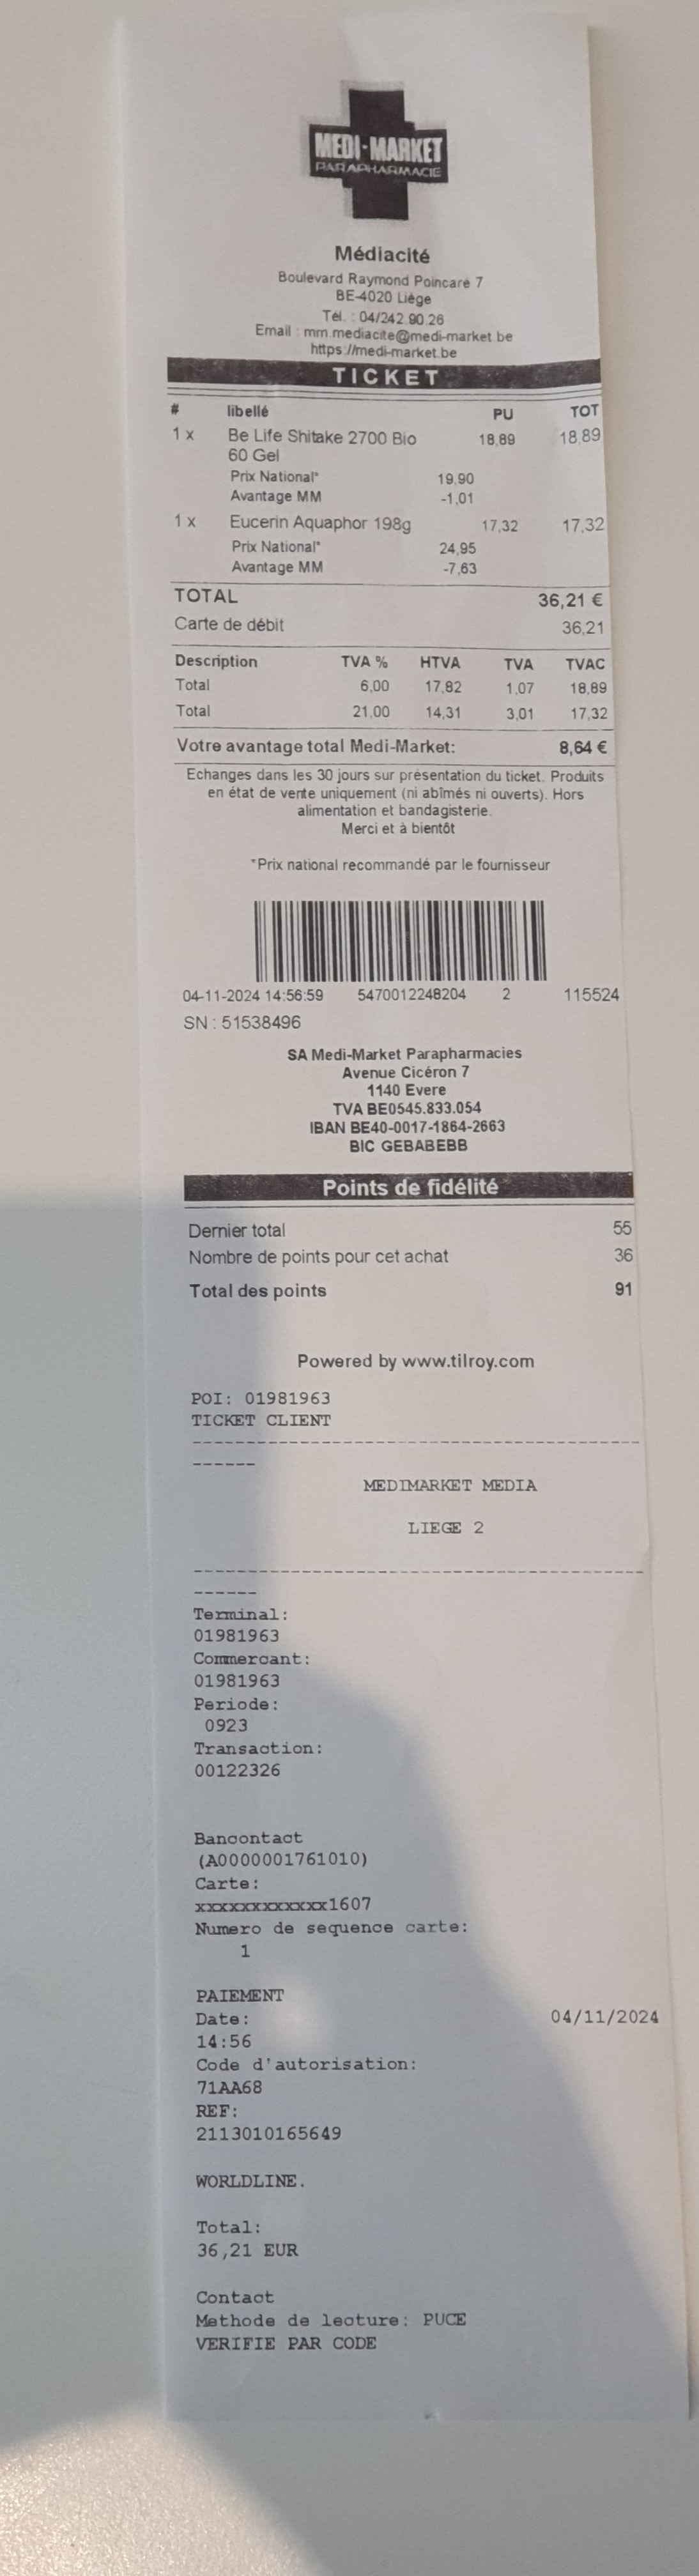 MEDI-MARKET
PARAPHARMACIE
Médiacité
Boulevard Raymond Poincaré 7
BE-4020 Liège
Tél. : 04/242.90.26
Email : mm.mediacite@medi-market.be
https://medi-market.be
TICKET
# libellé PU TOT
1 x Be Life Shitake 2700 Bio 18,89 18,89
60 Gel
Prix National* 19,90
Avantage MM -1,01
1 x Eucerin Aquaphor 198g 17,32 17,32
Prix National* 24,95
Avantage MM -7,63
TOTAL 36,21 €
Carte de débit 36,21
Description TVA % HTVA TVA TVAC
Total 6,00 17,82 1,07 18,89
Total 21,00 14,31 3,01 17,32
Votre avantage total Medi-Market: 8,64 €
Echanges dans les 30 jours sur présentation du ticket. Produits
en état de vente uniquement (ni abîmés ni ouverts). Hors
alimentation et bandagisterie.
Merci et à bientôt
*Prix national recommandé par le fournisseur
04-11-2024 14:56:59 5470012248204 2 115524
SN : 51538496
SA Medi-Market Parapharmacies
Avenue Cicéron 7
1140 Evere
TVA BE0545.833.054
IBAN BE40-0017-1864-2663
BIC GEBABEBB
Points de fidélité
Dernier total 55
Nombre de points pour cet achat 36
Total des points 91
Powered by www.tilroy.com
POI: 01981963
TICKET CLIENT
---------------------------------------
------
MEDIMARKET MEDIA
LIEGE 2
---------------------------------------
------
Terminal:
01981963
Commercant:
01981963
Periode:
0923
Transaction:
00122326
Bancontact
(A0000001761010)
Carte:
xxxxxxxxxxxx1607
Numero de sequence carte:
1
PAIEMENT
Date: 04/11/2024
14:56
Code d'autorisation:
71AA68
REF:
2113010165649
WORLDLINE.
Total:
36,21 EUR
Contact
Methode de lecture: PUCE
VERIFIE PAR CODE